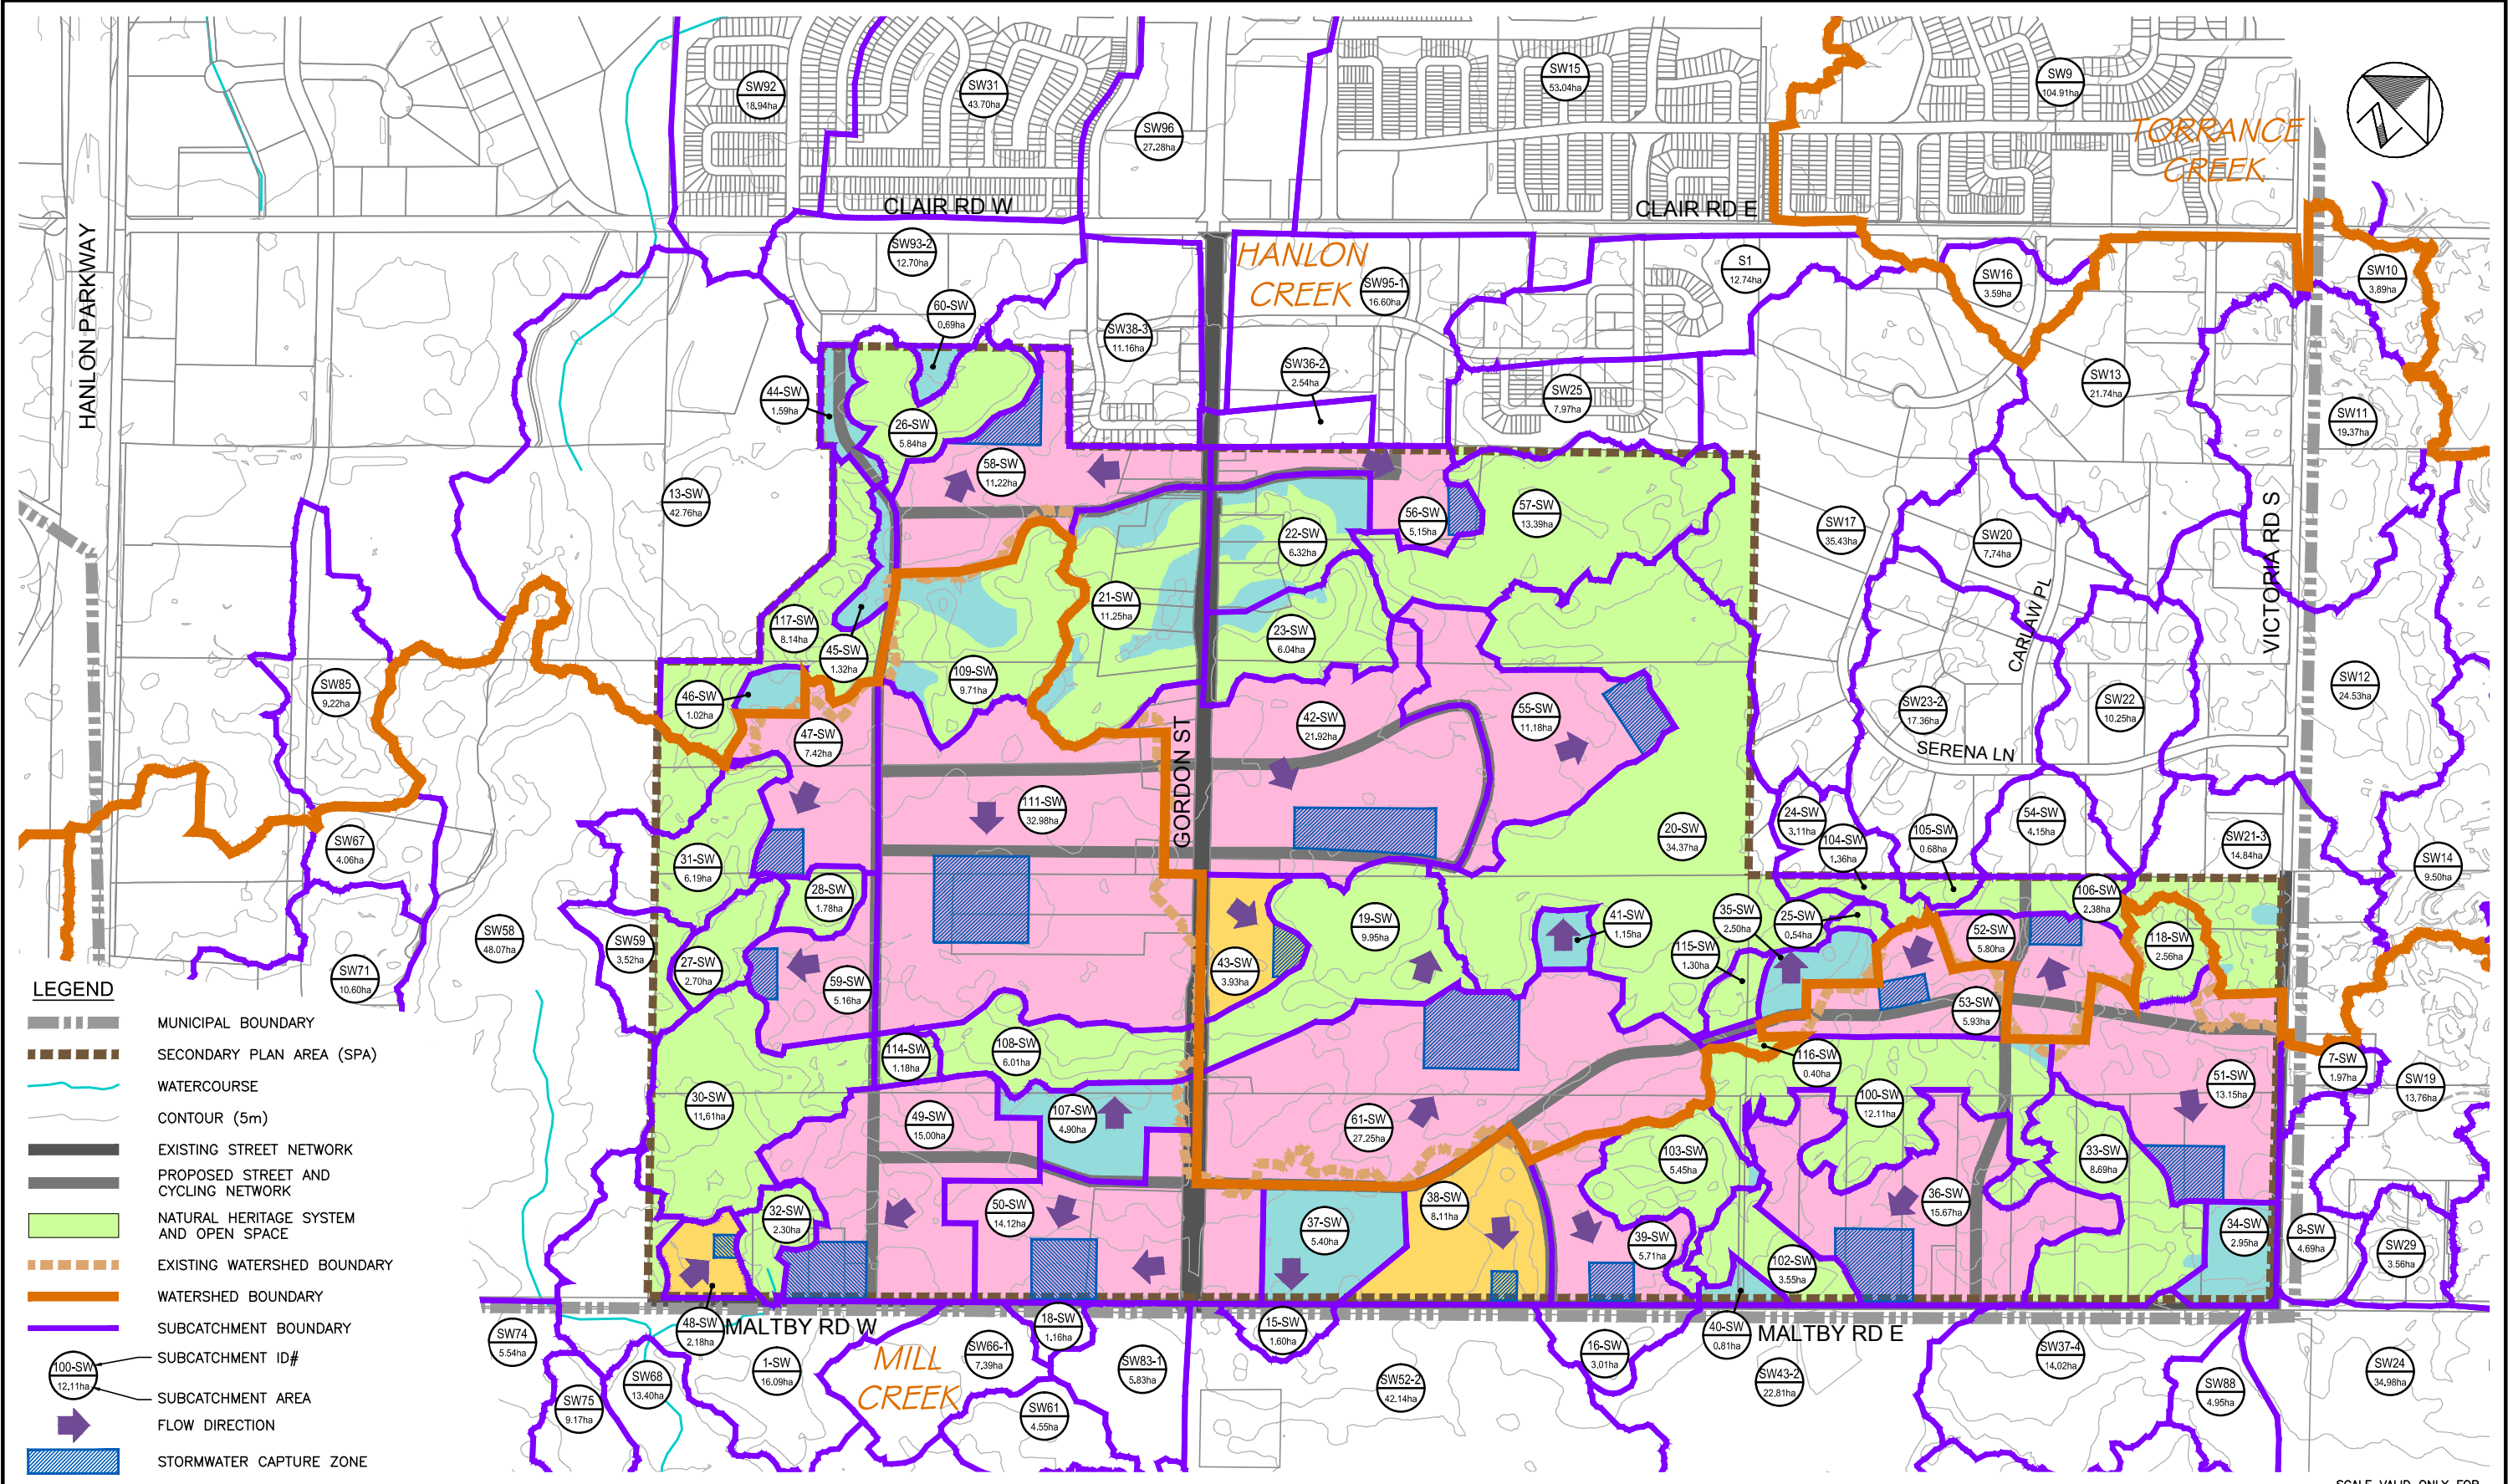 SW92
18.94ha
SW31
43.70ha
SW96
27.28ha
SW15
53.04ha
SW9
104.91ha
TORRANCE
CREEK
HANLON PARKWAY
CLAIR RD W
CLAIR RD E
SW93-2
12.70ha
HANLON
CREEK
SW95-1
16.60ha
S1
12.74ha
SW16
3.59ha
SW10
3.89ha
60-SW
0.69ha
SW38-3
11.16ha
SW36-2
2.54ha
SW25
7.97ha
SW13
21.74ha
SW11
19.37ha
44-SW
1.59ha
26-SW
5.84ha
58-SW
11.22ha
13-SW
42.76ha
56-SW
5.15ha
57-SW
13.39ha
22-SW
6.32ha
SW17
35.43ha
SW20
7.74ha
VICTORIA RD S
CARLAW PL
117-SW
8.14ha
45-SW
1.32ha
21-SW
11.25ha
23-SW
6.04ha
109-SW
9.71ha
SW85
9.22ha
46-SW
1.02ha
47-SW
7.42ha
GORDON ST
42-SW
21.92ha
55-SW
11.18ha
SW23-2
17.36ha
SW22
10.25ha
SW12
24.53ha
SERENA LN
111-SW
32.98ha
20-SW
34.37ha
24-SW
3.11ha
104-SW
1.36ha
105-SW
0.68ha
54-SW
4.15ha
SW21-3
14.84ha
SW14
9.50ha
SW67
4.06ha
31-SW
6.19ha
28-SW
1.78ha
106-SW
2.38ha
SW58
48.07ha
SW59
3.52ha
19-SW
9.95ha
41-SW
1.15ha
35-SW
2.50ha
25-SW
0.54ha
52-SW
5.80ha
118-SW
2.56ha
SW71
10.60ha
27-SW
2.70ha
59-SW
5.16ha
43-SW
3.93ha
115-SW
1.30ha
53-SW
5.93ha
114-SW
1.18ha
108-SW
6.01ha
116-SW
0.40ha
7-SW
1.97ha
SW19
13.76ha
51-SW
13.15ha
30-SW
11.61ha
49-SW
15.00ha
107-SW
4.90ha
61-SW
27.25ha
100-SW
12.11ha
103-SW
5.45ha
33-SW
8.69ha
32-SW
2.30ha
50-SW
14.12ha
37-SW
5.40ha
38-SW
8.11ha
39-SW
5.71ha
36-SW
15.67ha
34-SW
2.95ha
8-SW
4.69ha
SW29
3.56ha
102-SW
3.55ha
48-SW
2.18ha
MALTBY RD W
18-SW
1.16ha
15-SW
1.60ha
40-SW
0.81ha
MALTBY RD E
SW74
5.54ha
SW68
13.40ha
SW75
9.17ha
1-SW
16.09ha
MILL
CREEK
SW66-1
7.39ha
SW61
4.55ha
SW83-1
5.83ha
SW52-2
42.14ha
16-SW
3.01ha
SW43-2
22.81ha
SW37-4
14.02ha
SW88
4.95ha
SW24
34.98ha
LEGEND
MUNICIPAL BOUNDARY
SECONDARY PLAN AREA (SPA)
WATERCOURSE
CONTOUR (5m)
EXISTING STREET NETWORK
PROPOSED STREET AND
CYCLING NETWORK
NATURAL HERITAGE SYSTEM
AND OPEN SPACE
EXISTING WATERSHED BOUNDARY
WATERSHED BOUNDARY
SUBCATCHMENT BOUNDARY
100-SW
12.11ha
SUBCATCHMENT ID#
SUBCATCHMENT AREA
FLOW DIRECTION
STORMWATER CAPTURE ZONE
SCALE VALID ONLY FOR